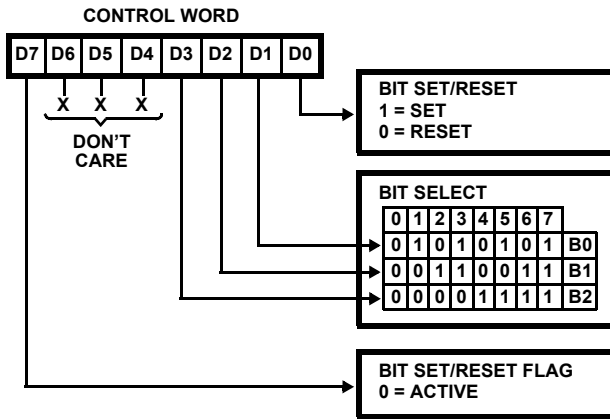 CONTROL WORD
D7 D6 D5 D4 D3 D2 D1 D0
X X X
DON'T
CARE
BIT SET/RESET
1 = SET
0 = RESET
BIT SELECT
0 1 2 3 4 5 6 7
0 1 0 1 0 1 0 1 B0
0 0 1 1 0 0 1 1 B1
0 0 0 0 1 1 1 1 B2
BIT SET/RESET FLAG
0 = ACTIVE